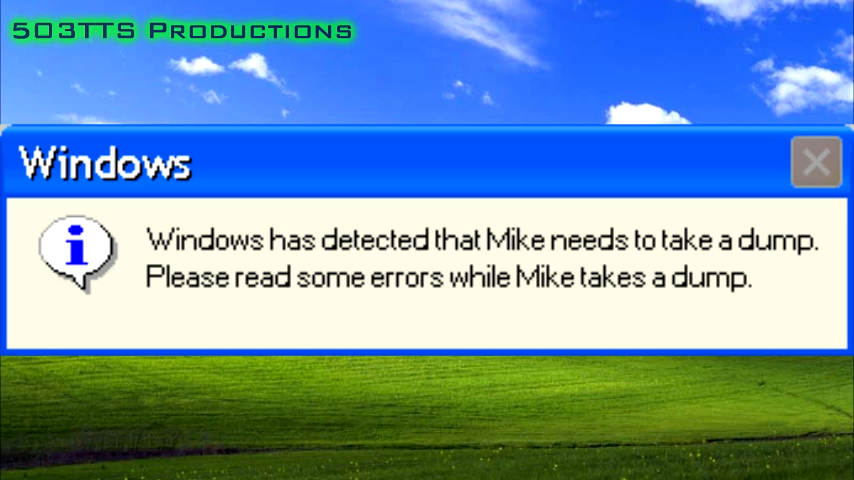 503TTS Productions
Windows
Windows has detected that Mike needs to take a dump.
Please read some errors while Mike takes a dump.